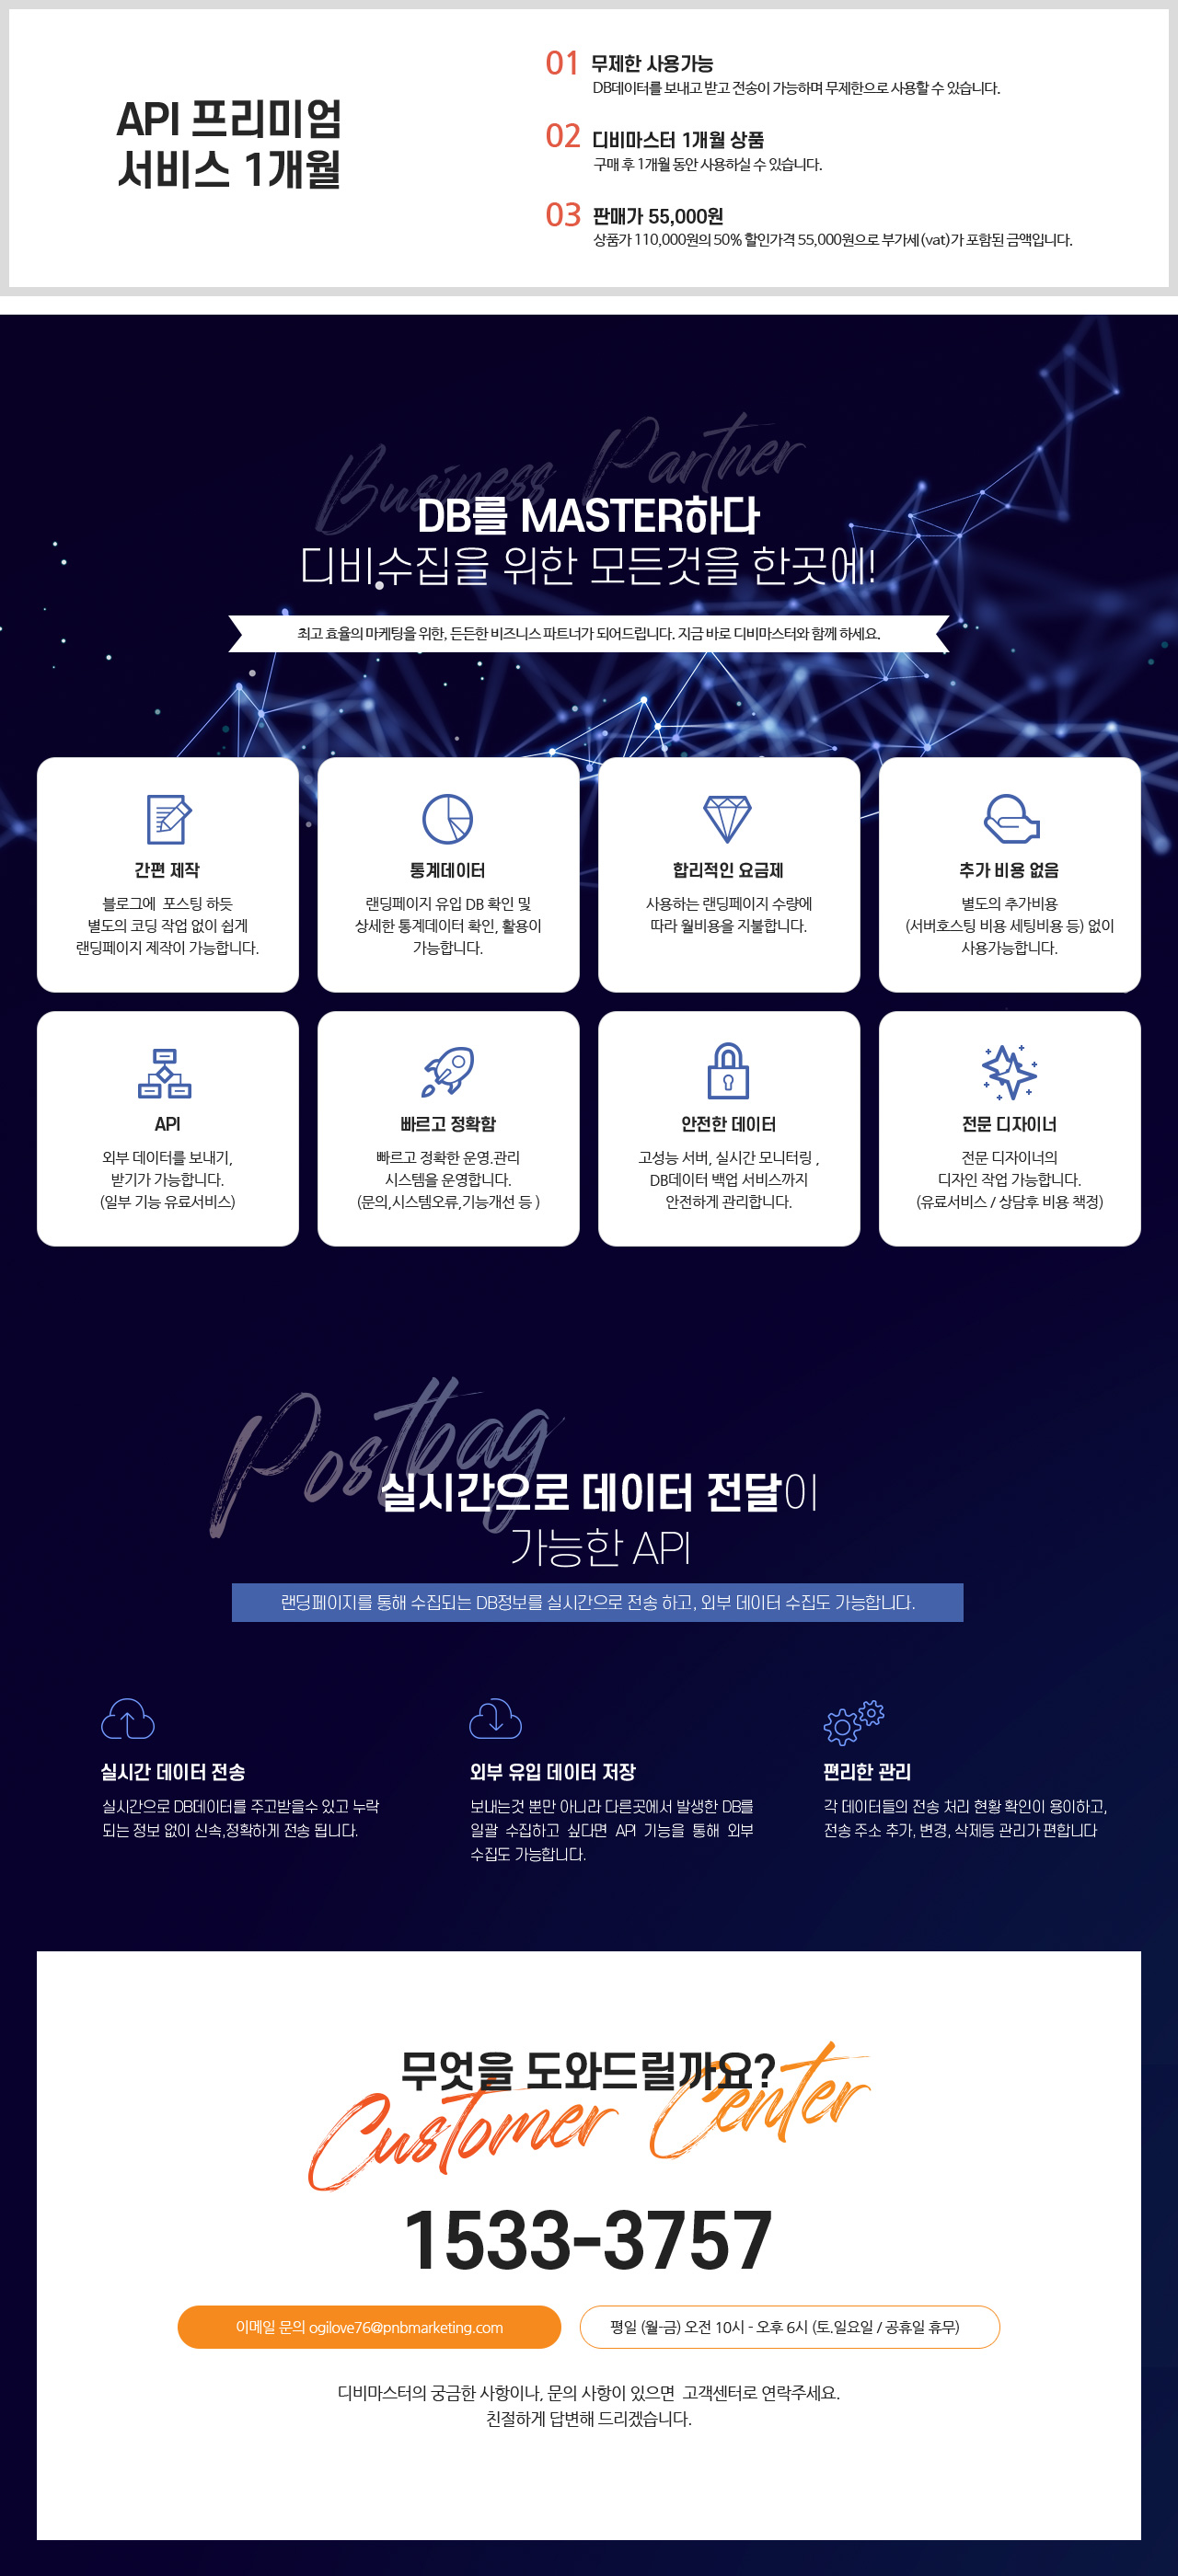 API 프리미엄
서비스 1개월
01 무제한 사용가능
DB데이터를 보내고 받고 전송이 가능하며 무제한으로 사용할 수 있습니다.
02 디비마스터 1개월 상품
구매 후 1개월 동안 사용하실 수 있습니다.
03 판매가 55,000원
상품가 110,000원의 50% 할인가격 55,000원으로 부가세(vat)가 포함된 금액입니다.
Business Partner
DB를 MASTER하다
디비수집을 위한 모든것을 한곳에!
최고 효율의 마케팅을 위한, 든든한 비즈니스 파트너가 되어드립니다. 지금 바로 디비마스터와 함께 하세요.
간편 제작
블로그에 포스팅 하듯
별도의 코딩 작업 없이 쉽게
랜딩페이지 제작이 가능합니다.
통계데이터
랜딩페이지 유입 DB 확인 및
상세한 통계데이터 확인, 활용이
가능합니다.
합리적인 요금제
사용하는 랜딩페이지 수량에
따라 월비용을 지불합니다.
추가 비용 없음
별도의 추가비용
(서버호스팅 비용 세팅비용 등) 없이
사용가능합니다.
API
외부 데이터를 보내기,
받기가 가능합니다.
(일부 기능 유료서비스)
빠르고 정확함
빠르고 정확한 운영.관리
시스템을 운영합니다.
(문의,시스템오류,기능개선 등 )
안전한 데이터
고성능 서버, 실시간 모니터링 ,
DB데이터 백업 서비스까지
안전하게 관리합니다.
전문 디자이너
전문 디자이너의
디자인 작업 가능합니다.
(유료서비스 / 상담후 비용 책정)
Postbag
실시간으로 데이터 전달이
가능한 API
랜딩페이지를 통해 수집되는 DB정보를 실시간으로 전송 하고, 외부 데이터 수집도 가능합니다.
실시간 데이터 전송
실시간으로 DB데이터를 주고받을수 있고 누락
되는 정보 없이 신속,정확하게 전송 됩니다.
외부 유입 데이터 저장
보내는것 뿐만 아니라 다른곳에서 발생한 DB를
일괄 수집하고 싶다면 API 기능을 통해 외부
수집도 가능합니다.
편리한 관리
각 데이터들의 전송 처리 현황 확인이 용이하고,
전송 주소 추가, 변경, 삭제등 관리가 편합니다
무엇을 도와드릴까요?
Customer Center
1533-3757
이메일 문의 ogilove76@pnbmarketing.com
평일 (월-금) 오전 10시 - 오후 6시 (토.일요일 / 공휴일 휴무)
디비마스터의 궁금한 사항이나, 문의 사항이 있으면 고객센터로 연락주세요.
친절하게 답변해 드리겠습니다.